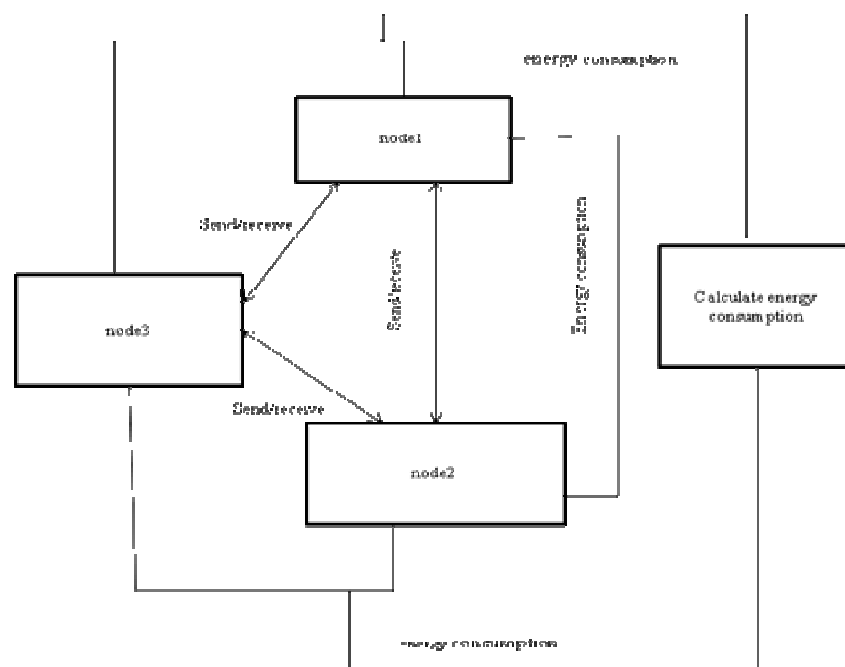 energy consumption
node1
Send/receive
Send/receive
Energy consumption
Calculate energy
consumption
node3
Send/receive
node2
energy consumption